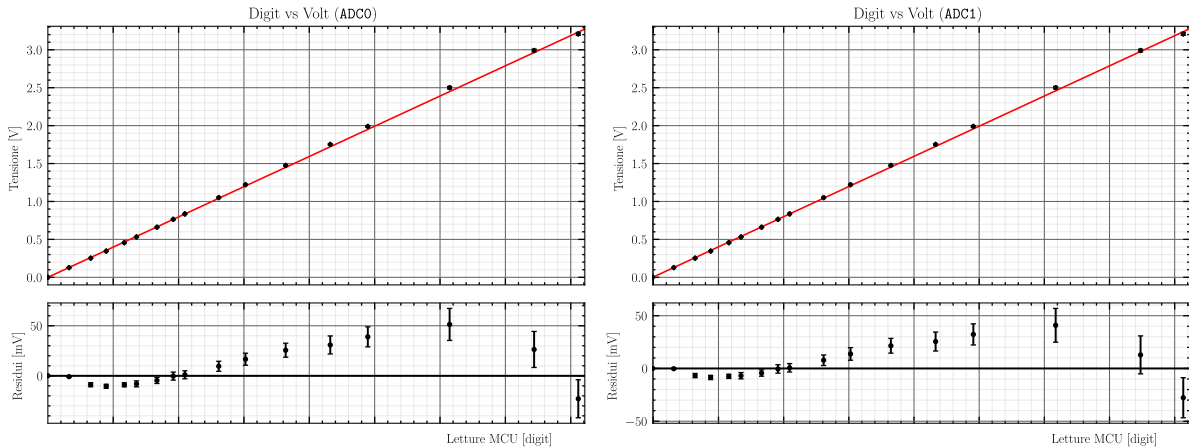 Digit vs Volt (ADC0)
Tensione [V]
3.0
2.5
2.0
1.5
1.0
0.5
0.0
Residui [mV]
50
0
Letture MCU [digit]
Digit vs Volt (ADC1)
Tensione [V]
3.0
2.5
2.0
1.5
1.0
0.5
0.0
Residui [mV]
50
0
−50
Letture MCU [digit]